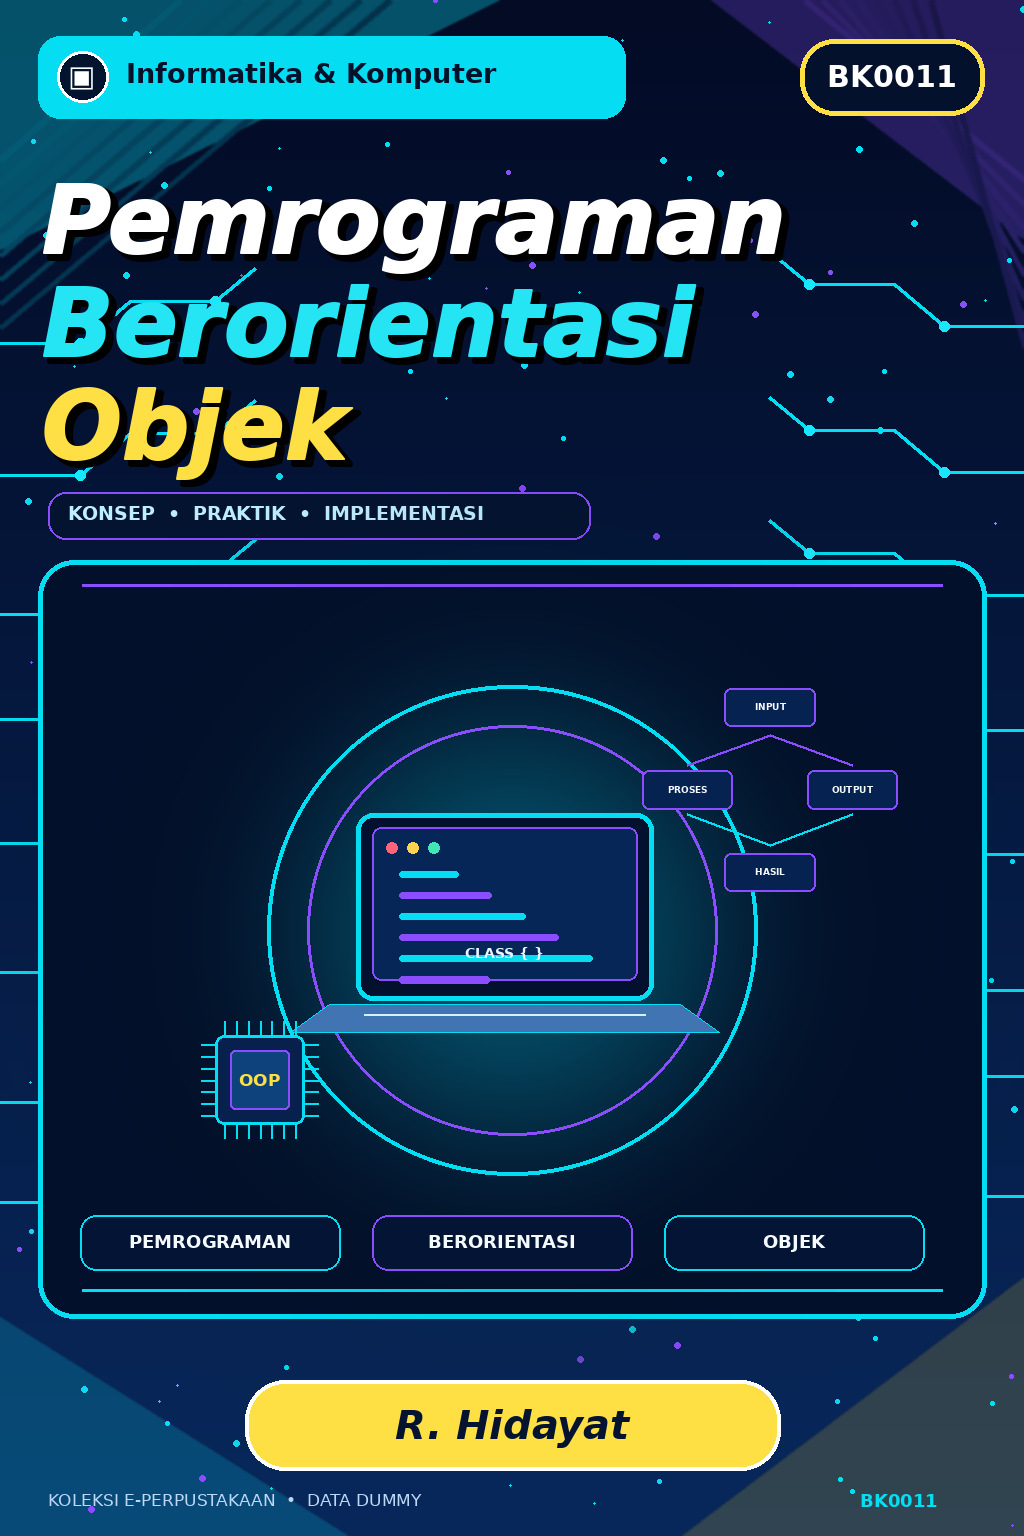 Informatika & Komputer
BK0011
Pemrograman
Berorientasi
Objek
KONSEP • PRAKTIK • IMPLEMENTASI
INPUT
PROSES
OUTPUT
HASIL
CLASS { }
OOP
PEMROGRAMAN
BERORIENTASI
OBJEK
R. Hidayat
KOLEKSI E-PERPUSTAKAAN • DATA DUMMY
BK0011